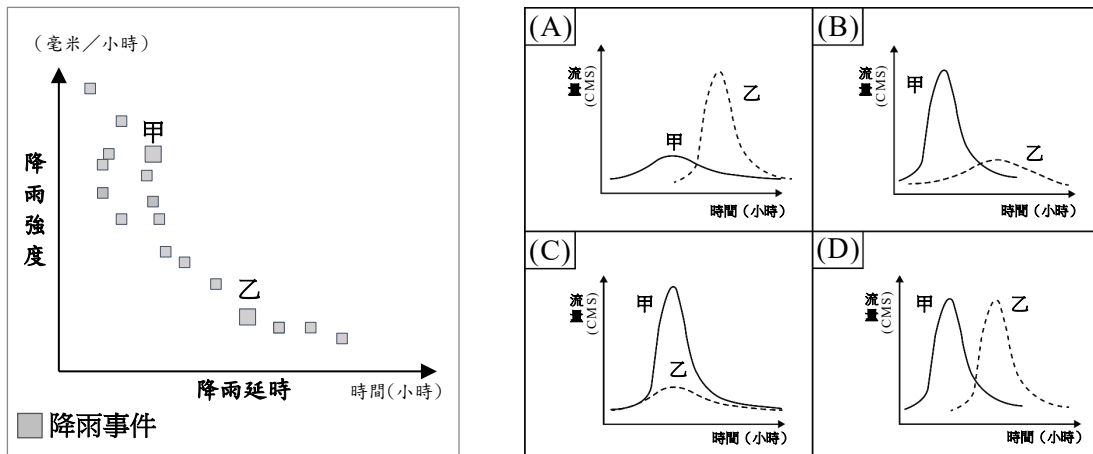 (毫米／小時)
甲
降雨強度
乙
降雨延時
時間(小時)
降雨事件
(A)
流量(CMS)
乙
甲
時間（小時）
(B)
流量(CMS)
甲
乙
時間（小時）
(C)
流量(CMS)
甲
乙
時間（小時）
(D)
流量(CMS)
甲
乙
時間（小時）